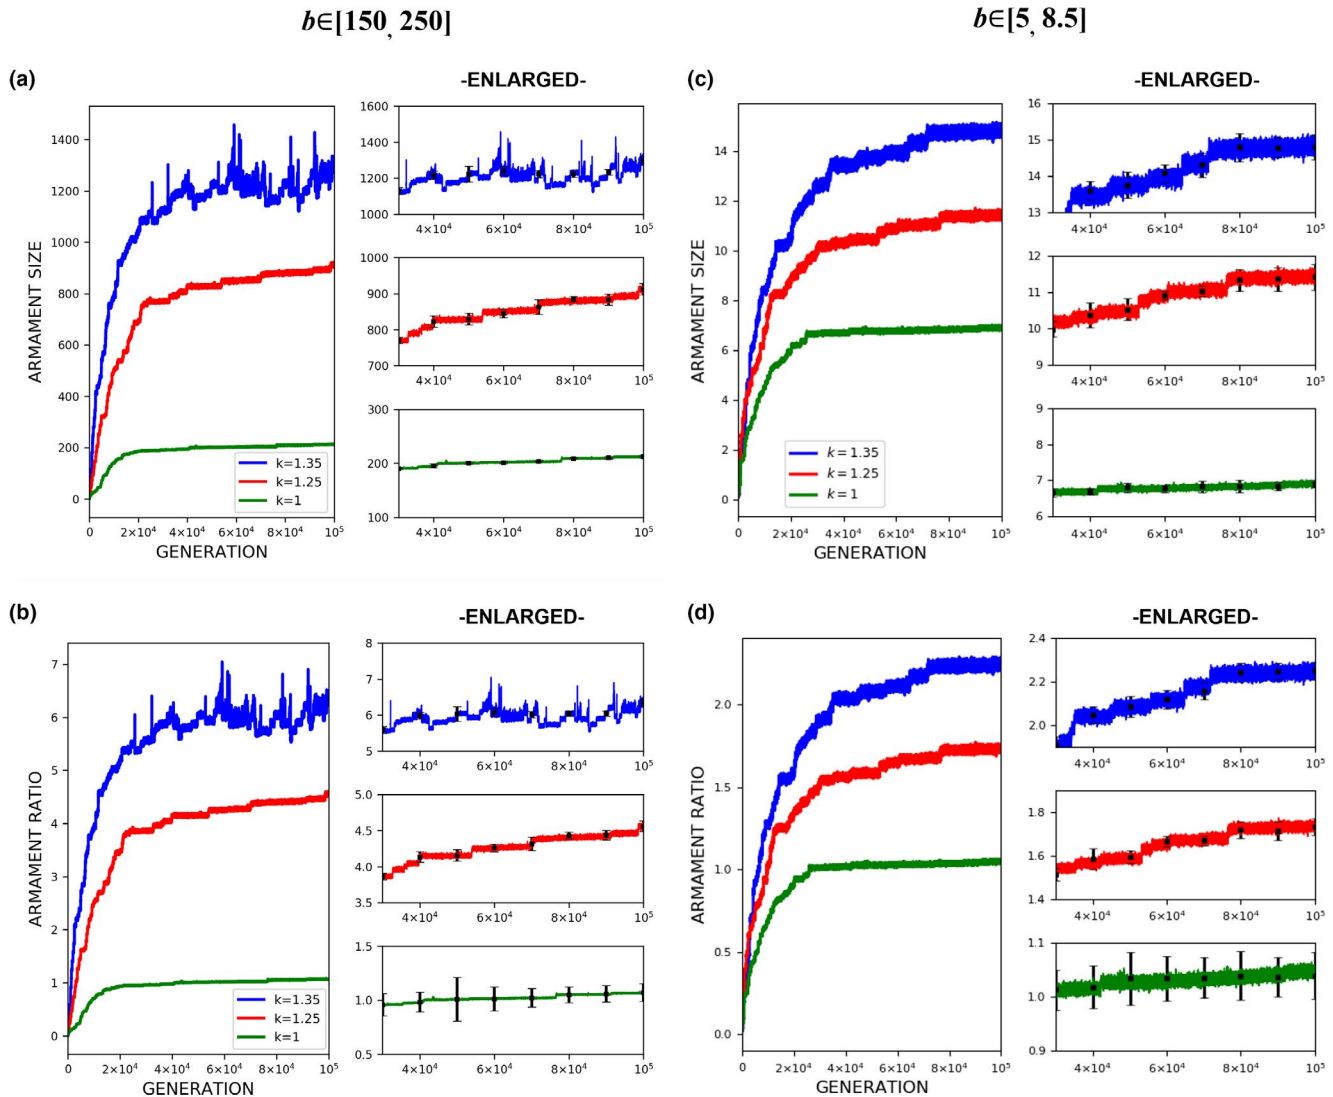 b∈[150, 250]
b∈[5, 8.5]
(a)
-ENLARGED-
ARMAMENT SIZE
1400
1200
1000
800
600
400
200
0
0 2×10⁴ 4×10⁴ 6×10⁴ 8×10⁴ 10⁵
GENERATION
k=1.35
k=1.25
k=1
1600
1400
1200
1000
4×10⁴ 6×10⁴ 8×10⁴ 10⁵
1000
900
800
700
4×10⁴ 6×10⁴ 8×10⁴ 10⁵
300
200
100
4×10⁴ 6×10⁴ 8×10⁴ 10⁵
(c)
-ENLARGED-
ARMAMENT SIZE
14
12
10
8
6
4
2
0
0 2×10⁴ 4×10⁴ 6×10⁴ 8×10⁴ 10⁵
GENERATION
k = 1.35
k = 1.25
k = 1
16
15
14
13
4×10⁴ 6×10⁴ 8×10⁴ 10⁵
12
11
10
9
4×10⁴ 6×10⁴ 8×10⁴ 10⁵
9
8
7
6
4×10⁴ 6×10⁴ 8×10⁴ 10⁵
(b)
-ENLARGED-
ARMAMENT RATIO
7
6
5
4
3
2
1
0
0 2×10⁴ 4×10⁴ 6×10⁴ 8×10⁴ 10⁵
GENERATION
k=1.35
k=1.25
k=1
8
7
6
5
4×10⁴ 6×10⁴ 8×10⁴ 10⁵
5.0
4.5
4.0
3.5
4×10⁴ 6×10⁴ 8×10⁴ 10⁵
1.5
1.0
0.5
4×10⁴ 6×10⁴ 8×10⁴ 10⁵
(d)
-ENLARGED-
ARMAMENT RATIO
2.0
1.5
1.0
0.5
0.0
0 2×10⁴ 4×10⁴ 6×10⁴ 8×10⁴ 10⁵
GENERATION
2.4
2.2
2.0
4×10⁴ 6×10⁴ 8×10⁴ 10⁵
1.8
1.6
1.4
4×10⁴ 6×10⁴ 8×10⁴ 10⁵
1.1
1.0
0.9
4×10⁴ 6×10⁴ 8×10⁴ 10⁵